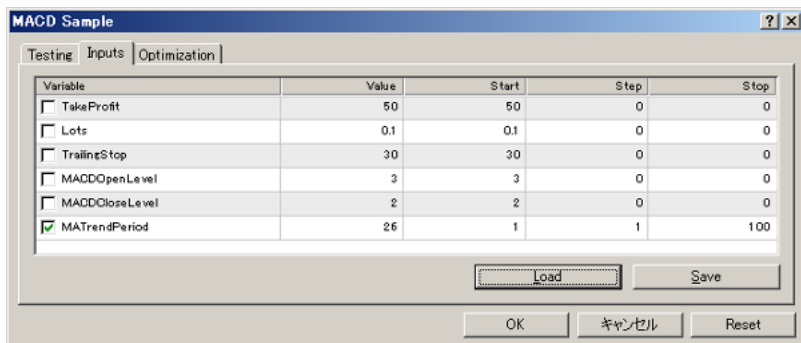 MACD Sample
Testing Inputs Optimization
Variable Value Start Step Stop
TakeProfit 50 50 0 0
Lots 0.1 0.1 0 0
TrailingStop 30 30 0 0
MACDOpenLevel 3 3 0 0
MACDCloseLevel 2 2 0 0
MATrendPeriod 26 1 1 100
Load Save
OK キャンセル Reset